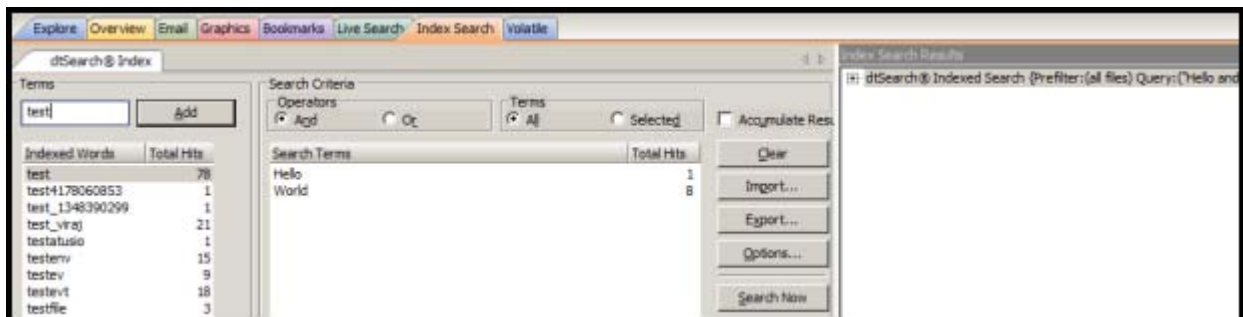 Explore Overview Email Graphics Bookmarks Live Search Index Search Volatile
dtSearch® Index
Index Search Results
Terms
Search Criteria
dtSearch® Indexed Search {Prefilter:(all files) Query:("Hello and
Operators
Terms
test
Add
And
Or
All
Selected
Accumulate Resu
Indexed Words Total Hits
Search Terms Total Hits
Clear
test 78
Hello 1
test4178060853 1
World 8
Import...
test_1348390299 1
test_viraj 21
Export...
testatusio 1
testenv 15
Options...
testev 9
testevt 18
Search Now
testfile 3